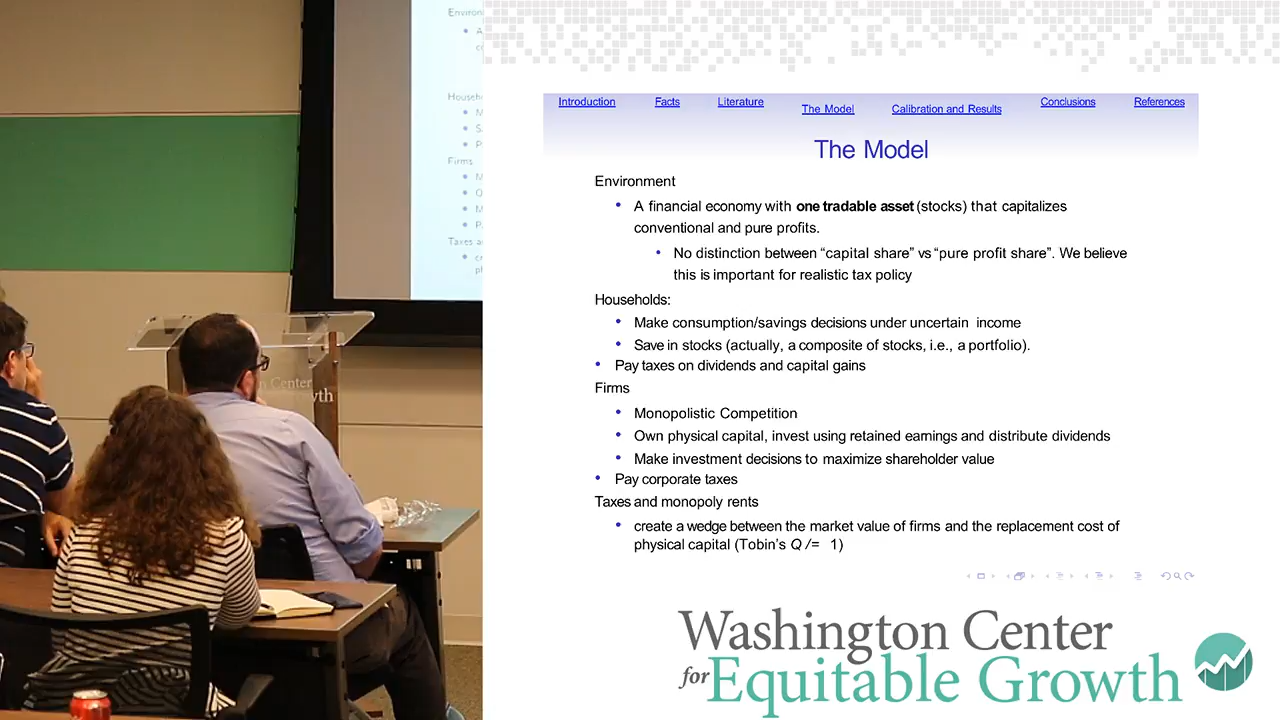 Environ
Househ
Firms
Taxes a
n Center
wth
Introduction Facts Literature The Model Calibration and Results Conclusions References
The Model
Environment
• A financial economy with one tradable asset (stocks) that capitalizes
conventional and pure profits.
• No distinction between “capital share” vs “pure profit share”. We believe
this is important for realistic tax policy
Households:
• Make consumption/savings decisions under uncertain income
• Save in stocks (actually, a composite of stocks, i.e., a portfolio).
• Pay taxes on dividends and capital gains
Firms
• Monopolistic Competition
• Own physical capital, invest using retained earnings and distribute dividends
• Make investment decisions to maximize shareholder value
• Pay corporate taxes
Taxes and monopoly rents
• create a wedge between the market value of firms and the replacement cost of
physical capital (Tobin’s Q /= 1)
Washington Center
for Equitable Growth